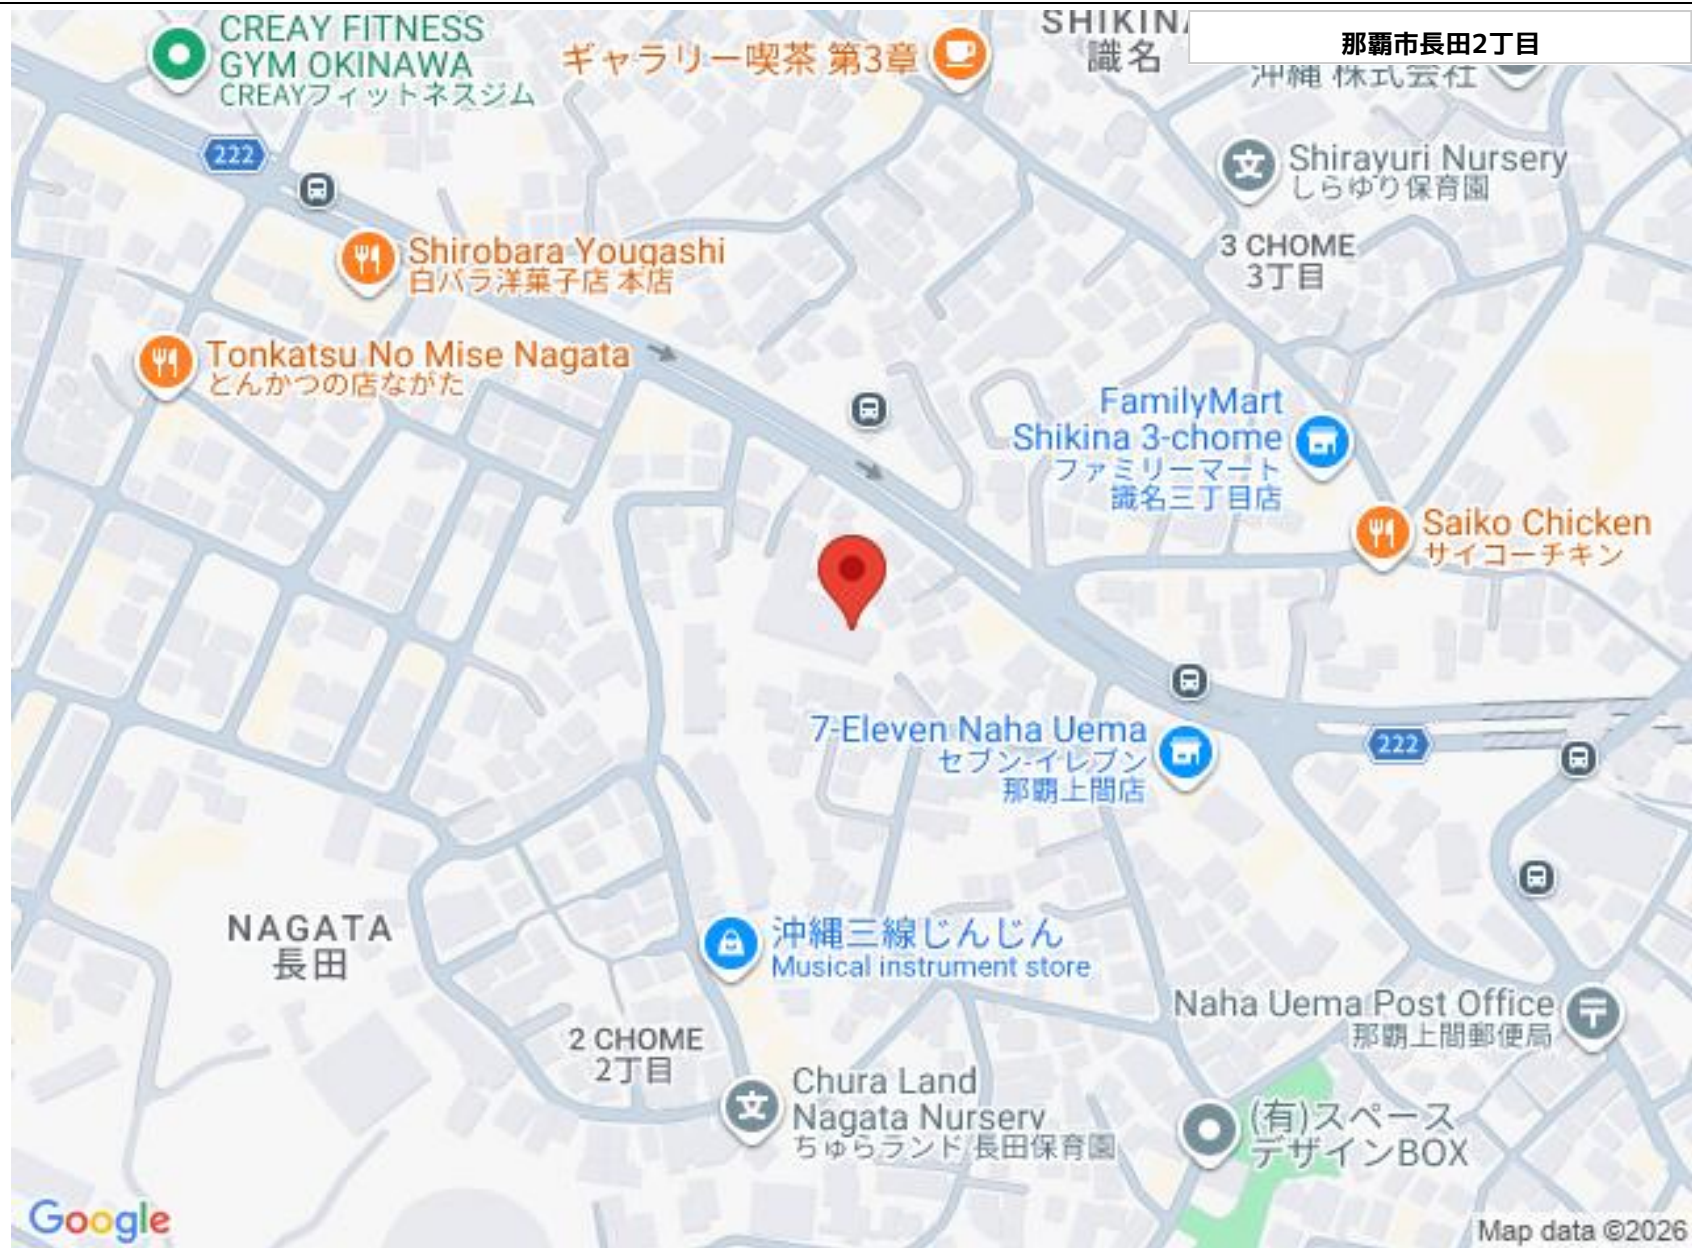 CREAY FITNESS
GYM OKINAWA
CREAYフィットネスジム
ギャラリー喫茶 第3章
SHIKINA
識名
那覇市長田2丁目
沖縄 株式会社
222
Shirayuri Nursery
しらゆり保育園
3 CHOME
3丁目
Shirobara Yougashi
白バラ洋菓子店 本店
Tonkatsu No Mise Nagata
とんかつの店ながた
FamilyMart
Shikina 3-chome
ファミリーマート
識名三丁目店
Saiko Chicken
サイコーチキン
7-Eleven Naha Uema
セブン-イレブン
那覇上間店
222
NAGATA
長田
沖縄三線じんじん
Musical instrument store
Naha Uema Post Office
那覇上間郵便局
2 CHOME
2丁目
Chura Land
Nagata Nursery
ちゅらランド 長田保育園
(有)スペース
デザインBOX
Google
Map data ©2026